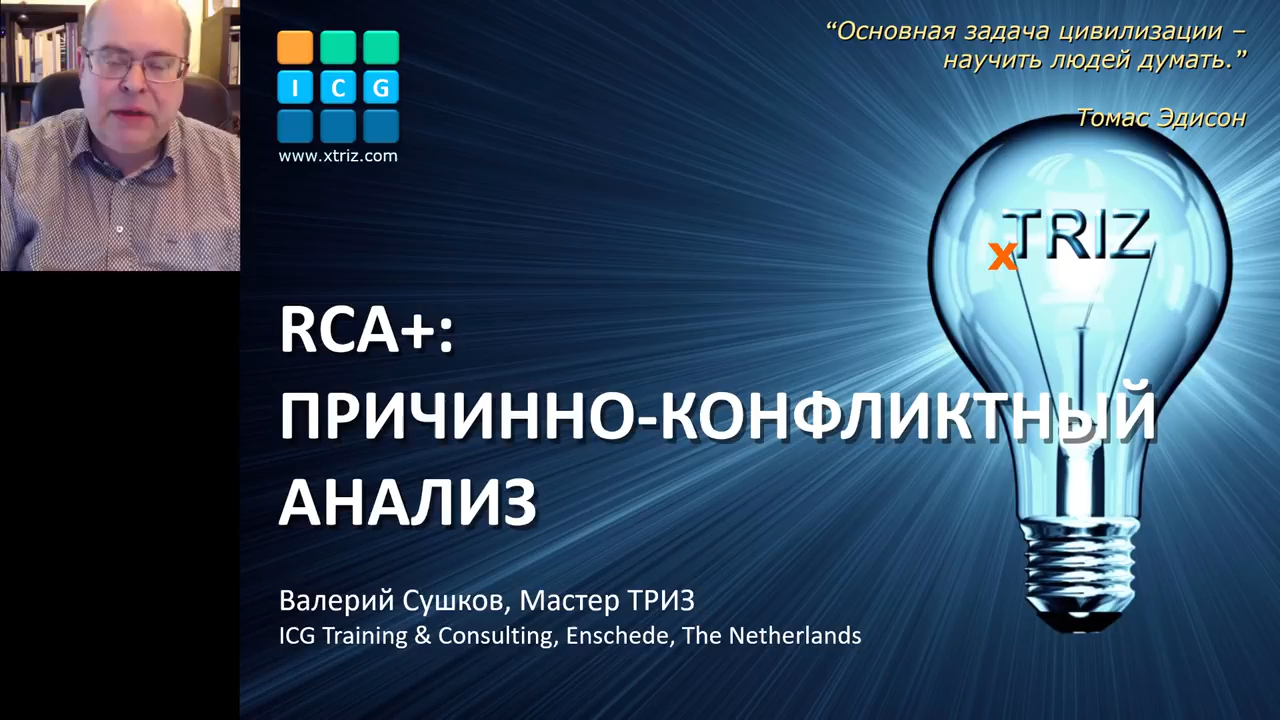 TRIZ
I C G
www.xtriz.com
“Основная задача цивилизации –
научить людей думать.”
Томас Эдисон
xTRIZ
RCA+:
ПРИЧИННО-КОНФЛИКТНЫЙ
АНАЛИЗ
Валерий Сушков, Мастер ТРИЗ
ICG Training & Consulting, Enschede, The Netherlands